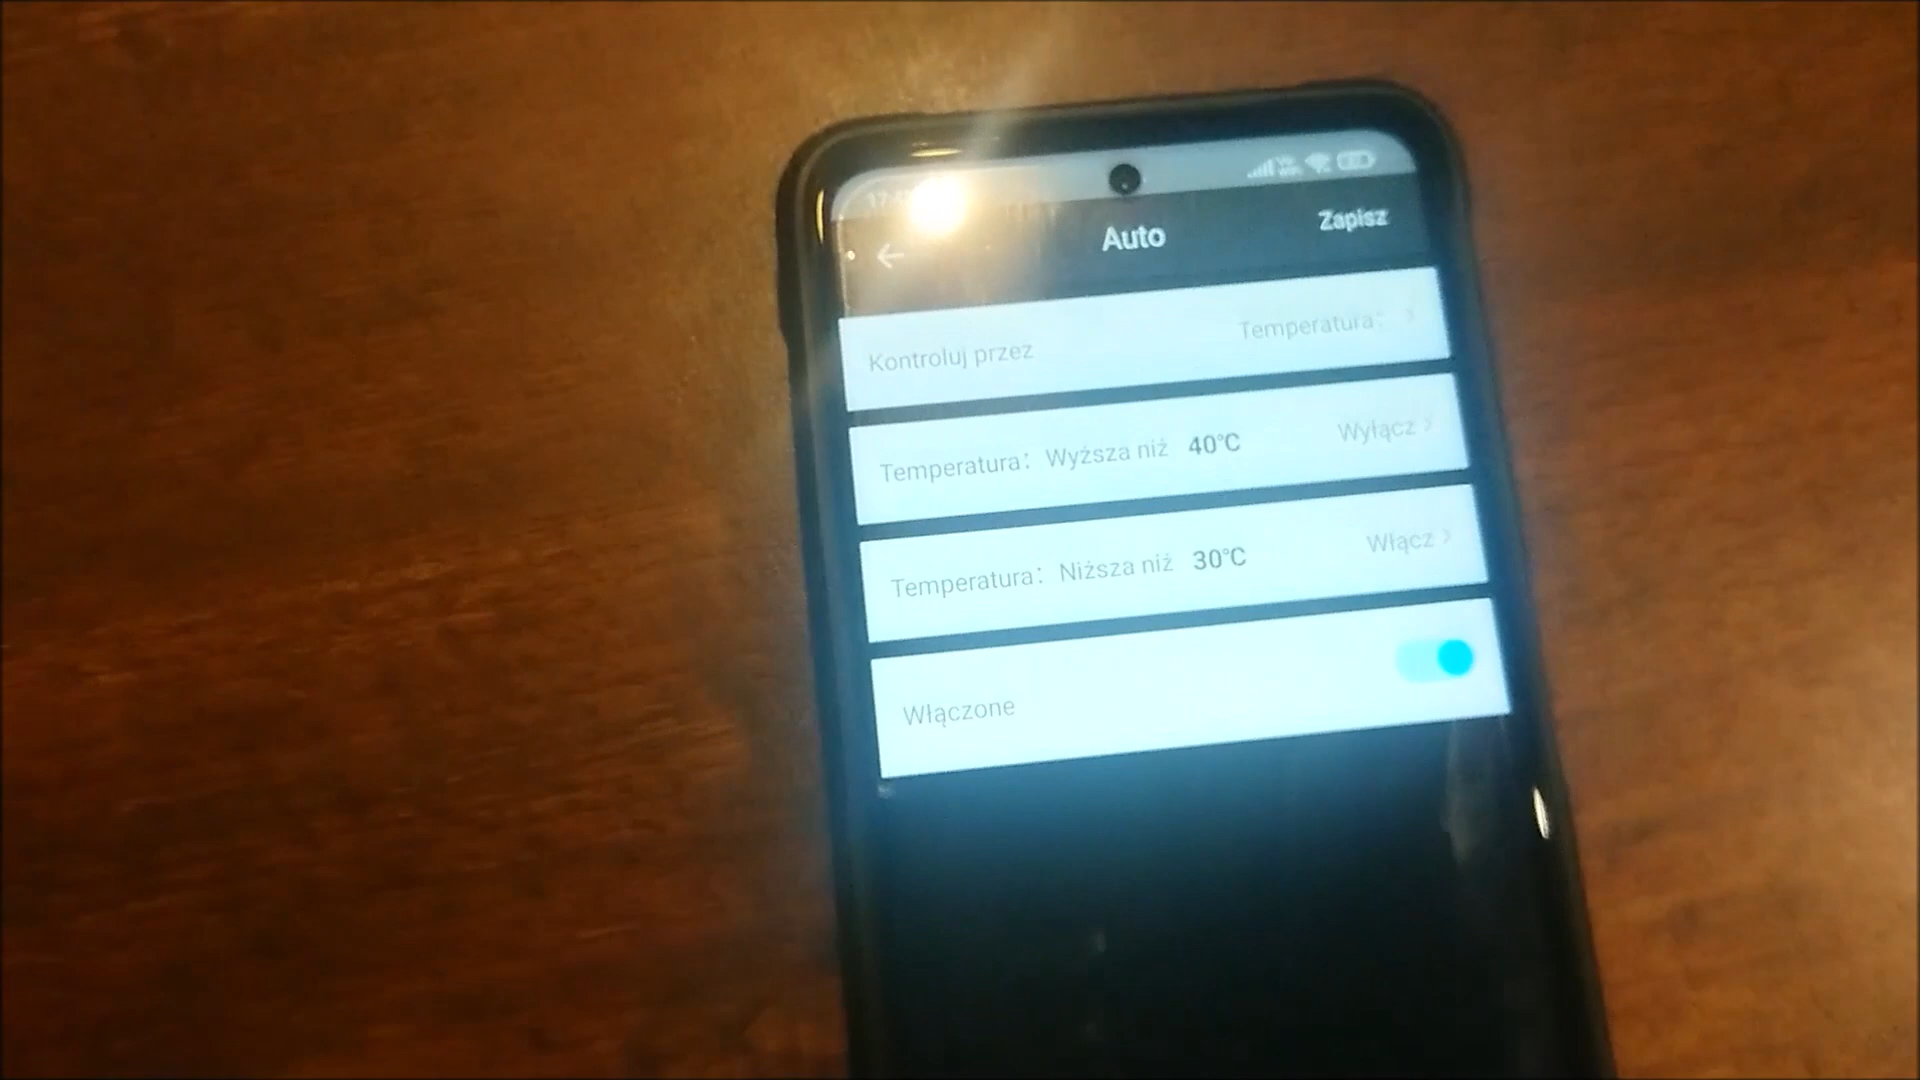 Auto
Zapisz
Kontroluj przez Temperatura:
Temperatura: Wyższa niż 40°C Wyłącz
Temperatura: Niższa niż 30°C Włącz
Włączone